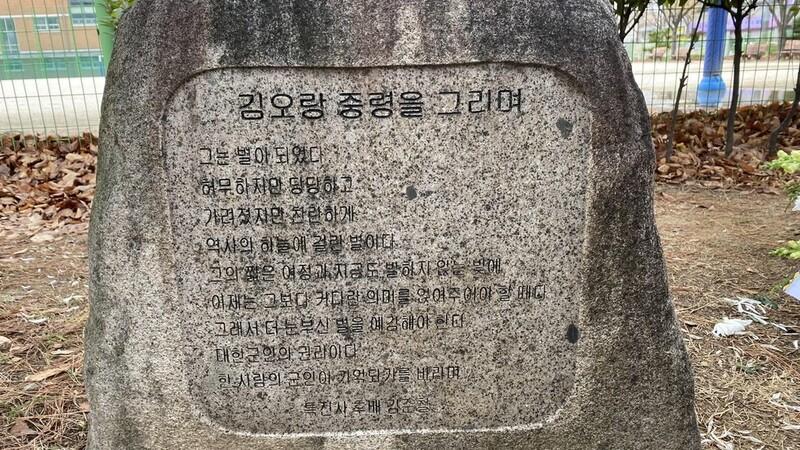 김오랑 중령을 그리며
그는 별이 되었다
허무하지만 당당하고
가려졌지만 찬란하게
역사의 하늘에 걸린 별이다
그의 짧은 여정과 지금도 발하지 않는 빛에
이제는 그보다 커다란 의미를 얹어주어야 할 때다
그래서 더 눈부신 별을 예감해야 한다
대한군인의 권리이다
한 사람의 군인이 기억되기를 바라며
특전사 후배 김준철